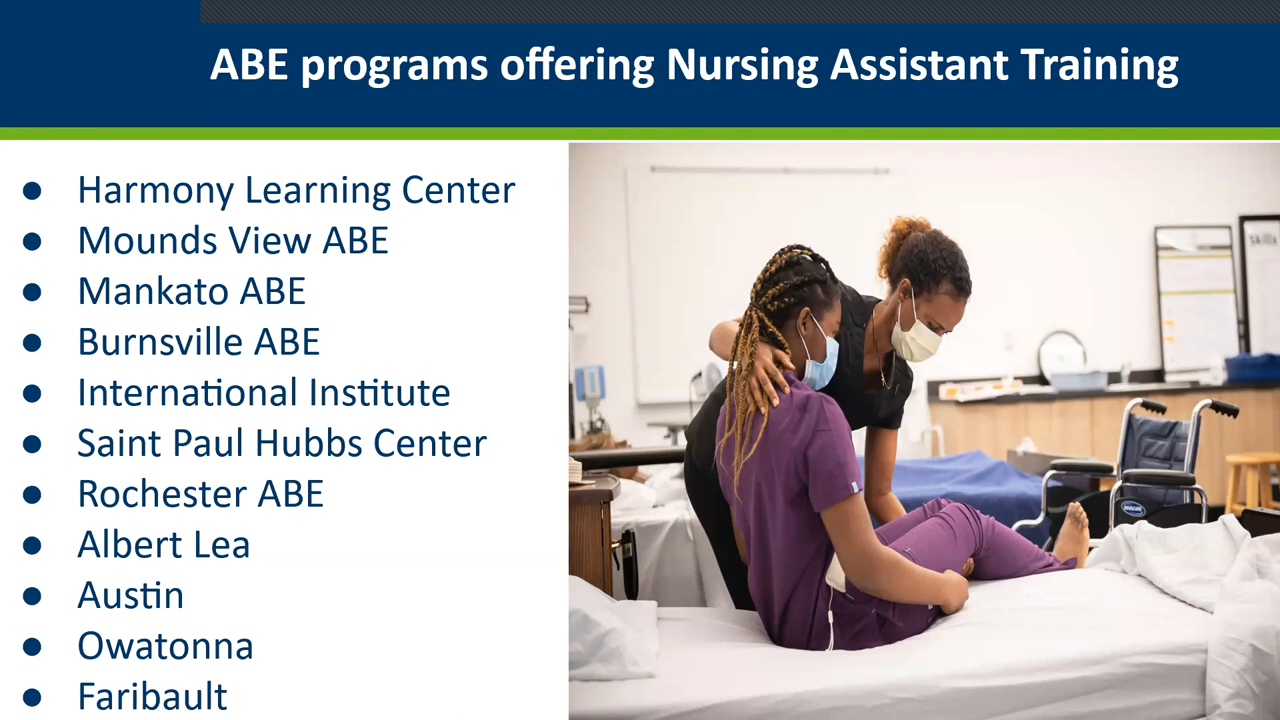 ABE programs offering Nursing Assistant Training
● Harmony Learning Center
● Mounds View ABE
● Mankato ABE
● Burnsville ABE
● International Institute
● Saint Paul Hubbs Center
● Rochester ABE
● Albert Lea
● Austin
● Owatonna
● Faribault